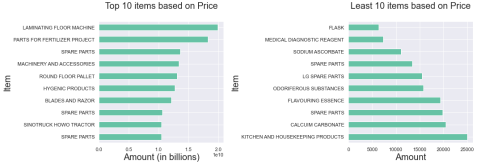 Top 10 items based on Price
LAMINATING FLOOR MACHINE
PARTS FOR FERTILIZER PROJECT
SPARE PARTS
MACHINERY AND ACCESSORIES
ROUND FLOOR PALLET
HYGENIC PRODUCTS
BLADES AND RAZOR
SPARE PARTS
SINOTRUCK HOWO TRACTOR
SPARE PARTS
Item
0.0 0.5 1.0 1.5 2.0
1e10
Amount (in billions)
Least 10 items based on Price
FLASK
MEDICAL DIAGNOSTIC REAGENT
SODIUM ASCORBATE
SPARE PARTS
LG SPARE PARTS
ODORIFEROUS SUBSTANCES
FLAVOURING ESSENCE
SPARE PARTS
CALCIUM CARBONATE
KITCHEN AND HOUSEKEEPING PRODUCTS
Item
0 5000 10000 15000 20000 25000
Amount